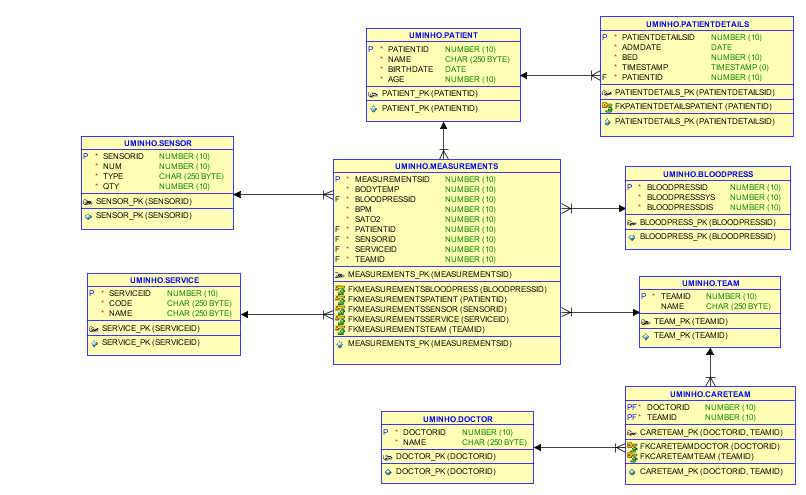 UMINHO.PATIENT
P * PATIENTID NUMBER (10)
* NAME CHAR (250 BYTE)
* BIRTHDATE DATE
* AGE NUMBER (10)
PATIENT_PK (PATIENTID)
PATIENT_PK (PATIENTID)
UMINHO.PATIENTDETAILS
P * PATIENTDETAILSID NUMBER (10)
* ADMDATE DATE
* BED NUMBER (10)
* TIMESTAMP TIMESTAMP (0)
F * PATIENTID NUMBER (10)
PATIENTDETAILS_PK (PATIENTDETAILSID)
FKPATIENTDETAILSPATIENT (PATIENTID)
PATIENTDETAILS_PK (PATIENTDETAILSID)
UMINHO.SENSOR
P * SENSORID NUMBER (10)
* NUM NUMBER (10)
* TYPE CHAR (250 BYTE)
* QTY NUMBER (10)
SENSOR_PK (SENSORID)
SENSOR_PK (SENSORID)
UMINHO.MEASUREMENTS
P * MEASUREMENTSID NUMBER (10)
* BODYTEMP NUMBER (10)
F * BLOODPRESSID NUMBER (10)
* BPM NUMBER (10)
* SATO2 NUMBER (10)
F * PATIENTID NUMBER (10)
F * SENSORID NUMBER (10)
F * SERVICEID NUMBER (10)
F * TEAMID NUMBER (10)
MEASUREMENTS_PK (MEASUREMENTSID)
FKMEASUREMENTSBLOODPRESS (BLOODPRESSID)
FKMEASUREMENTSPATIENT (PATIENTID)
FKMEASUREMENTSSENSOR (SENSORID)
FKMEASUREMENTSSERVICE (SERVICEID)
FKMEASUREMENTSTEAM (TEAMID)
MEASUREMENTS_PK (MEASUREMENTSID)
UMINHO.BLOODPRESS
P * BLOODPRESSID NUMBER (10)
* BLOODPRESSSYS NUMBER (10)
* BLOODPRESSDIS NUMBER (10)
BLOODPRESS_PK (BLOODPRESSID)
BLOODPRESS_PK (BLOODPRESSID)
UMINHO.SERVICE
P * SERVICEID NUMBER (10)
* CODE CHAR (250 BYTE)
* NAME CHAR (250 BYTE)
SERVICE_PK (SERVICEID)
SERVICE_PK (SERVICEID)
UMINHO.TEAM
P * TEAMID NUMBER (10)
NAME CHAR (250 BYTE)
TEAM_PK (TEAMID)
TEAM_PK (TEAMID)
UMINHO.DOCTOR
P * DOCTORID NUMBER (10)
* NAME CHAR (250 BYTE)
DOCTOR_PK (DOCTORID)
DOCTOR_PK (DOCTORID)
UMINHO.CARETEAM
PF * DOCTORID NUMBER (10)
PF * TEAMID NUMBER (10)
CARETEAM_PK (DOCTORID, TEAMID)
FKCARETEAMDOCTOR (DOCTORID)
FKCARETEAMTEAM (TEAMID)
CARETEAM_PK (DOCTORID, TEAMID)